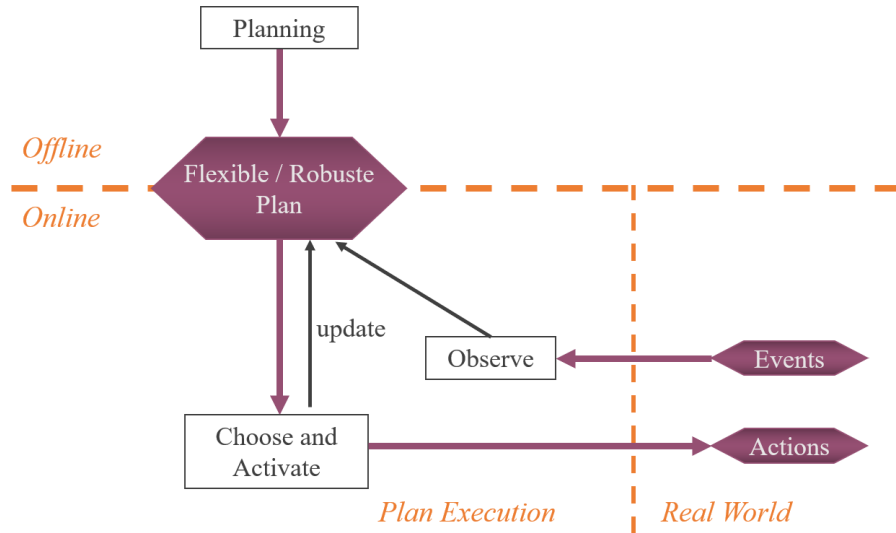 Planning
Offline
Flexible / Robuste
Plan
Online
update
Observe
Events
Choose and
Activate
Actions
Plan Execution
Real World